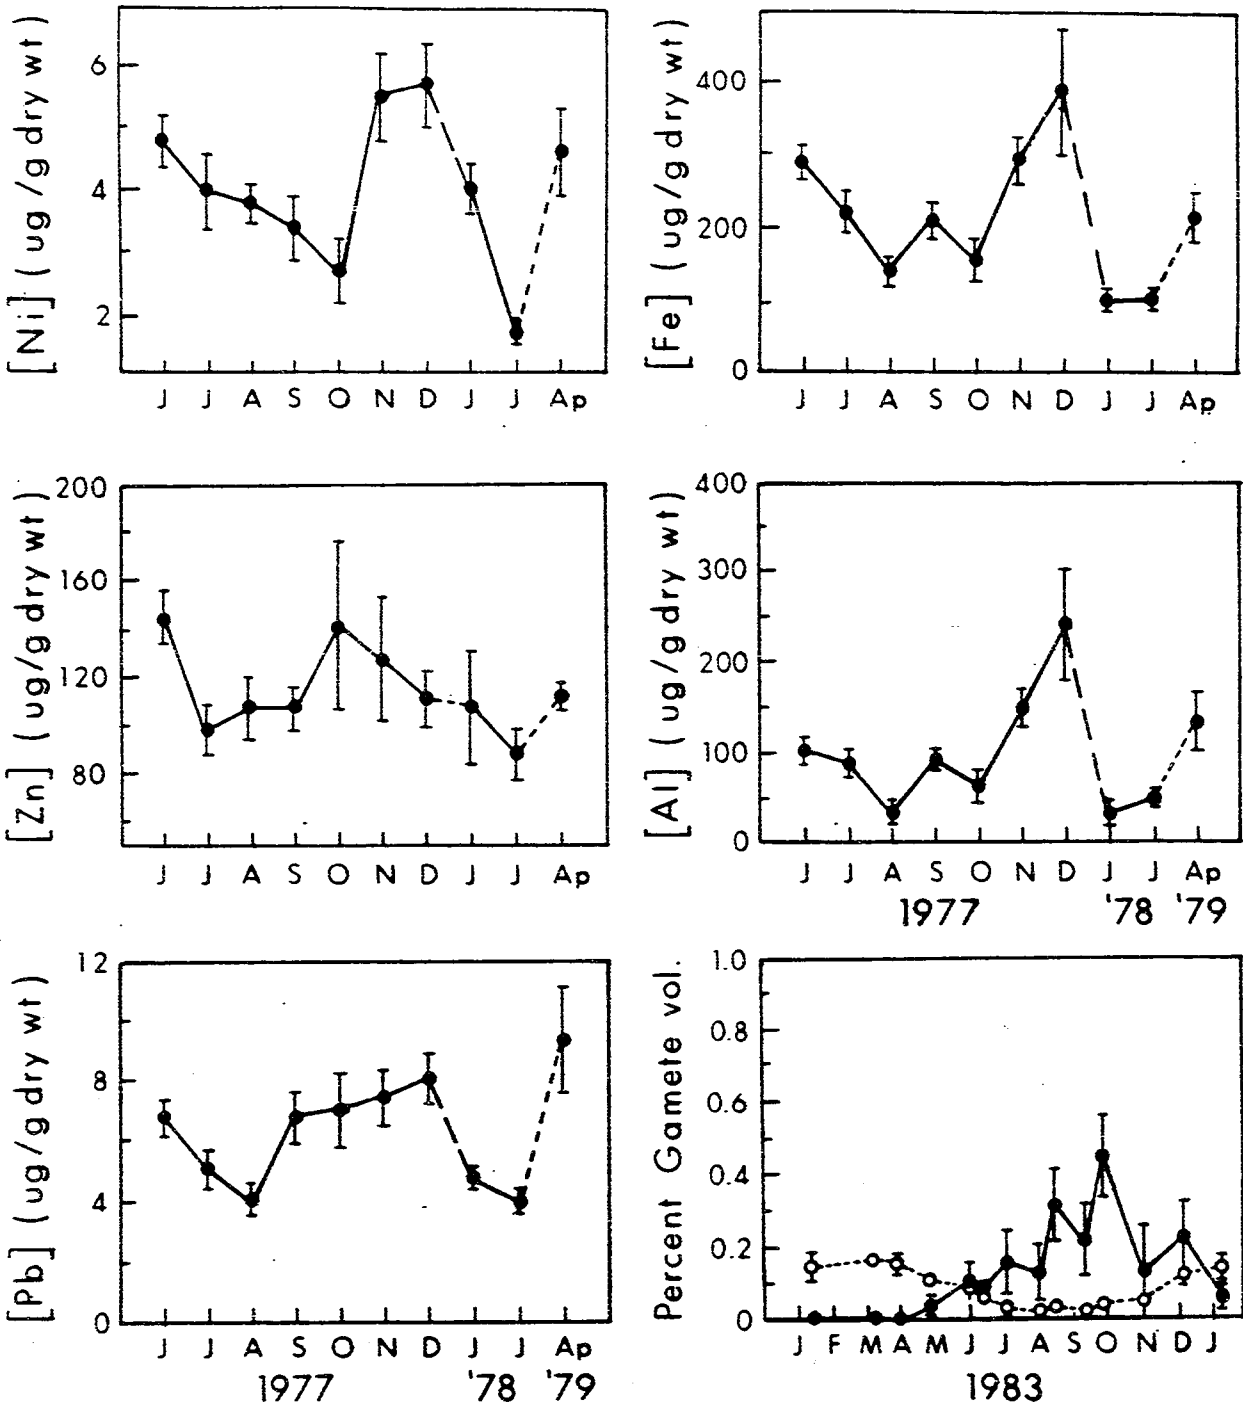 [Ni] (ug/g dry wt)
6
4
2
J J A S O N D J J Ap
[Fe] (ug/g dry wt)
400
200
0
J J A S O N D J J Ap
[Zn] (ug/g dry wt)
200
160
120
80
J J A S O N D J J Ap
[Al] (ug/g dry wt)
400
300
200
100
0
J J A S O N D J J Ap
1977 '78 '79
[Pb] (ug/g dry wt)
12
8
4
0
J J A S O N D J J Ap
1977 '78 '79
Percent Gamete vol.
1.0
0.8
0.6
0.4
0.2
0
J F M A M J J A S O N D J
1983